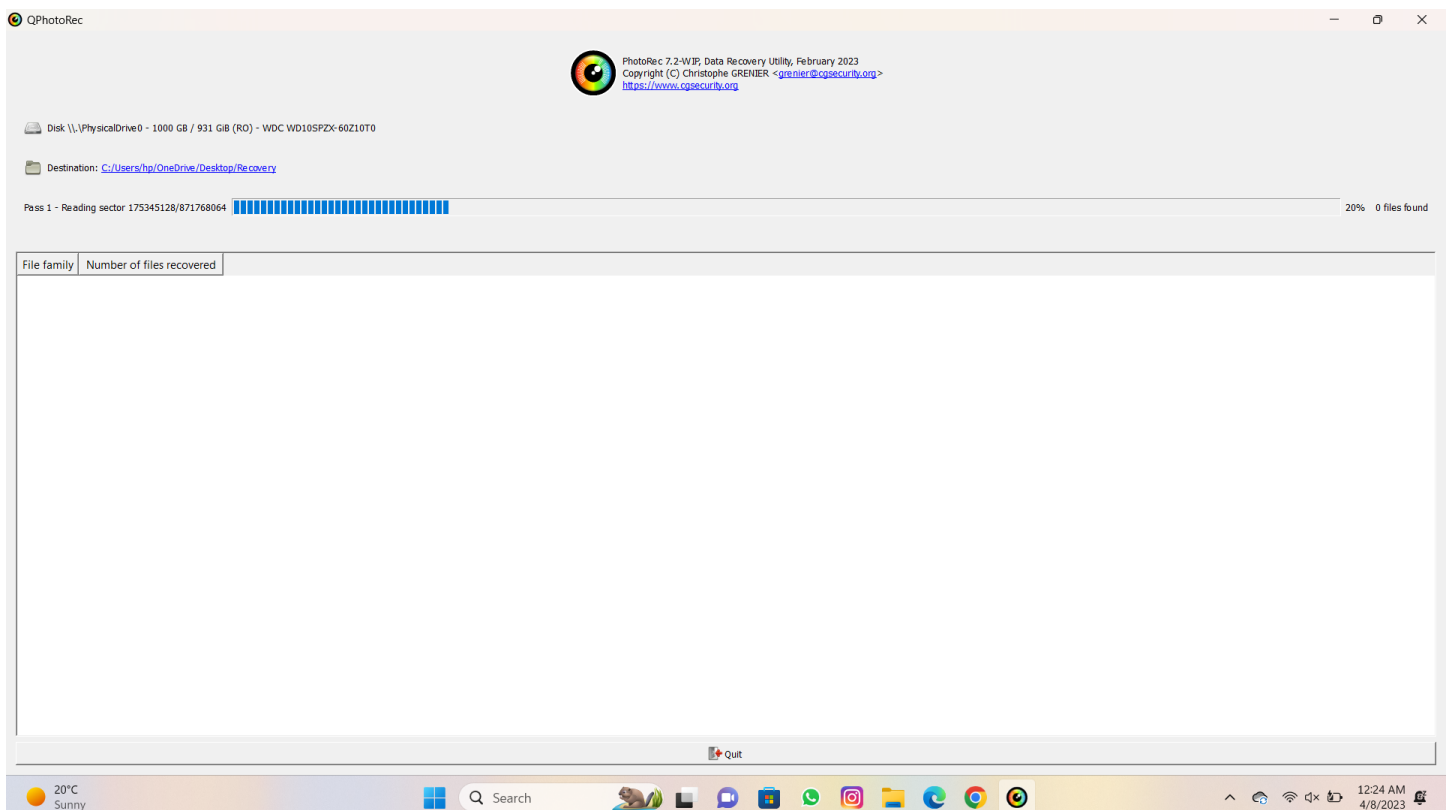 QPhotoRec
PhotoRec 7.2-WIP, Data Recovery Utility, February 2023
Copyright (C) Christophe GRENIER <grenier@cgsecurity.org>
https://www.cgsecurity.org
Disk \\.\PhysicalDrive0 - 1000 GB / 931 GiB (RO) - WDC WD10SPZX-60Z10T0
Destination: C:/Users/hp/OneDrive/Desktop/Recovery
Pass 1 - Reading sector 175345128/871768064 20% 0 files found
File family Number of files recovered
Quit
20°C
Sunny
Search
12:24 AM
4/8/2023